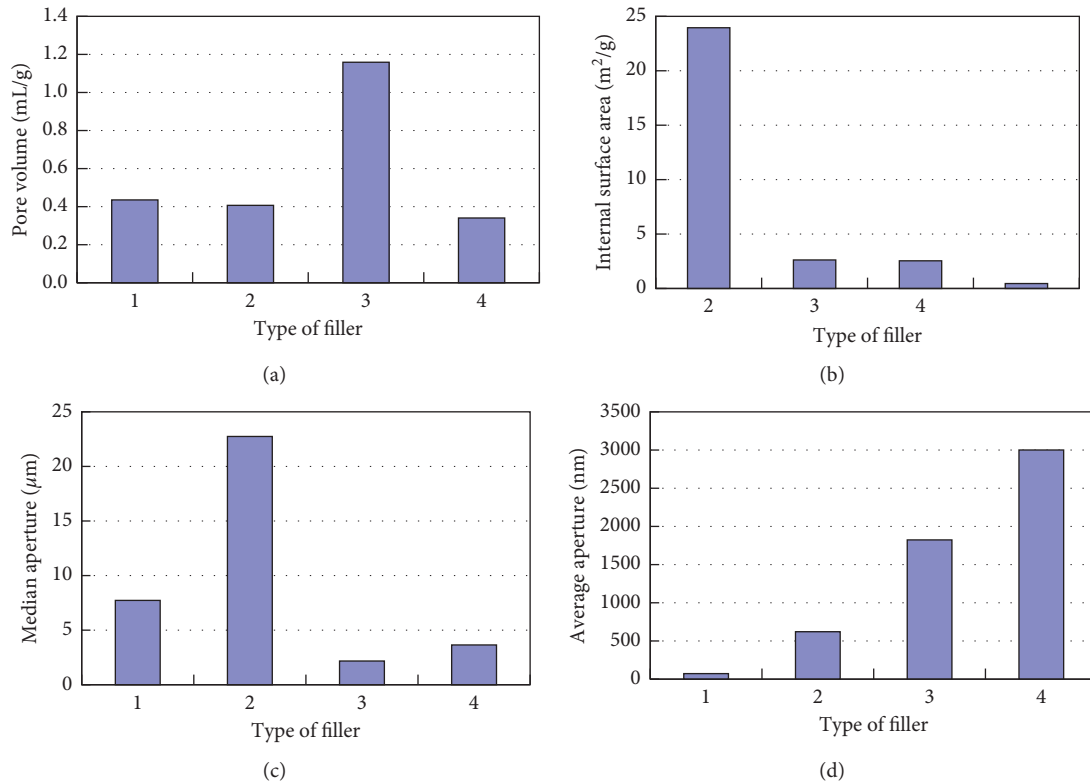 1.4
1.2
1.0
0.8
0.6
0.4
0.2
0.0
Pore volume (mL/g)
1 2 3 4
Type of filler
(a)
25
20
15
10
5
0
Internal surface area (m²/g)
2 3 4
Type of filler
(b)
25
20
15
10
5
0
Median aperture (μm)
1 2 3 4
Type of filler
(c)
3500
3000
2500
2000
1500
1000
500
0
Average aperture (nm)
1 2 3 4
Type of filler
(d)